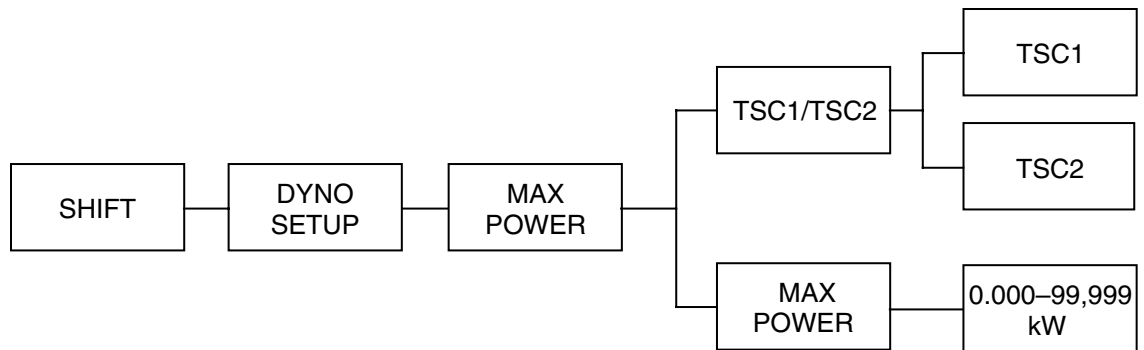 SHIFT
DYNO
SETUP
MAX
POWER
TSC1/TSC2
TSC1
TSC2
MAX
POWER
0.000–99,999
kW